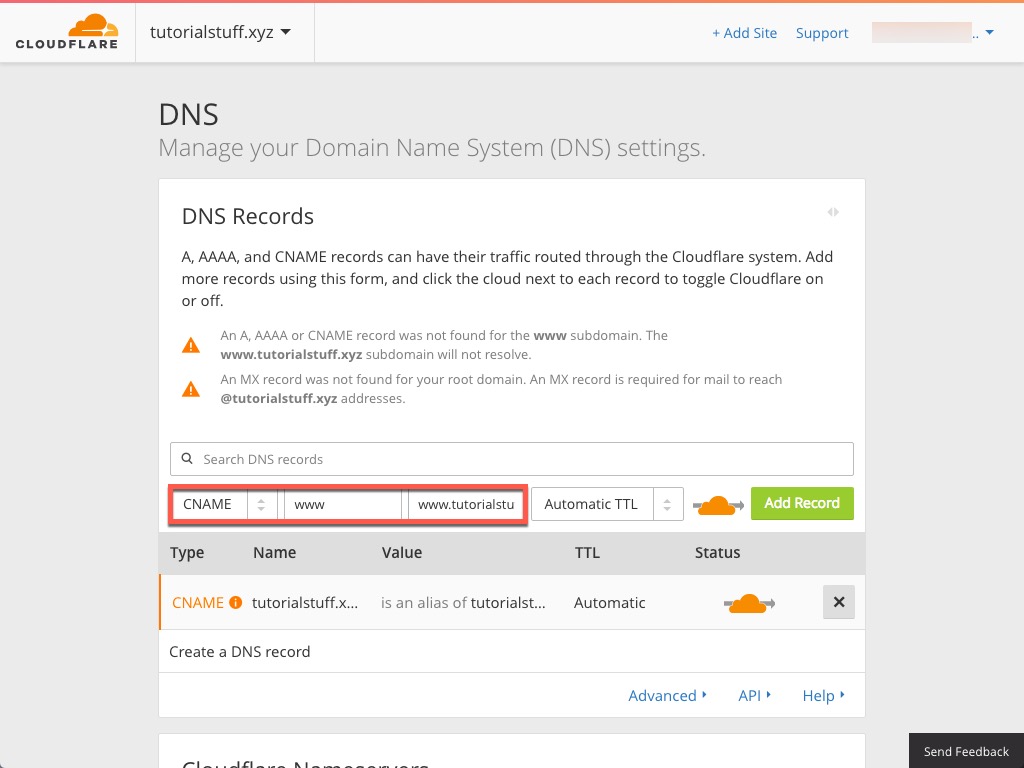 CLOUDFLARE
tutorialstuff.xyz
+ Add Site
Support
..
DNS
Manage your Domain Name System (DNS) settings.
DNS Records
A, AAAA, and CNAME records can have their traffic routed through the Cloudflare system. Add
more records using this form, and click the cloud next to each record to toggle Cloudflare on
or off.
An A, AAAA or CNAME record was not found for the www subdomain. The
www.tutorialstuff.xyz subdomain will not resolve.
An MX record was not found for your root domain. An MX record is required for mail to reach
@tutorialstuff.xyz addresses.
Search DNS records
CNAME www www.tutorialstu Automatic TTL Add Record
Type Name Value TTL Status
CNAME tutorialstuff.x... is an alias of tutorialst... Automatic
Create a DNS record
Advanced API Help
Send Feedback
Cloudflare Nameservers